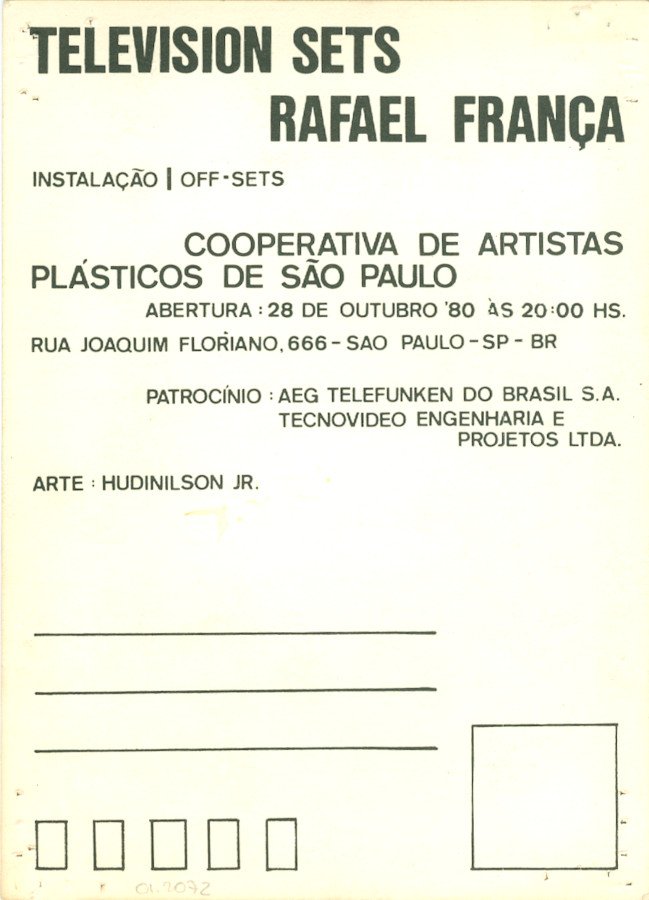 TELEVISION SETS
RAFAEL FRANÇA
INSTALAÇÃO | OFF-SETS
COOPERATIVA DE ARTISTAS
PLÁSTICOS DE SÃO PAULO
ABERTURA : 28 DE OUTUBRO '80 ÀS 20:00 HS.
RUA JOAQUIM FLORIANO, 666 - SAO PAULO - SP - BR
PATROCÍNIO : AEG TELEFUNKEN DO BRASIL S.A.
TECNOVIDEO ENGENHARIA E
PROJETOS LTDA.
ARTE : HUDINILSON JR.
01.2072